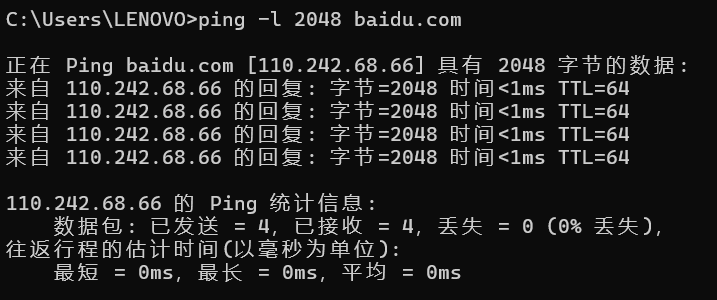 C:\Users\LENOVO>ping -l 2048 baidu.com
正在 Ping baidu.com [110.242.68.66] 具有 2048 字节的数据:
来自 110.242.68.66 的回复: 字节=2048 时间<1ms TTL=64
来自 110.242.68.66 的回复: 字节=2048 时间<1ms TTL=64
来自 110.242.68.66 的回复: 字节=2048 时间<1ms TTL=64
来自 110.242.68.66 的回复: 字节=2048 时间<1ms TTL=64
110.242.68.66 的 Ping 统计信息:
数据包: 已发送 = 4, 已接收 = 4, 丢失 = 0 (0% 丢失),
往返行程的估计时间(以毫秒为单位):
最短 = 0ms, 最长 = 0ms, 平均 = 0ms